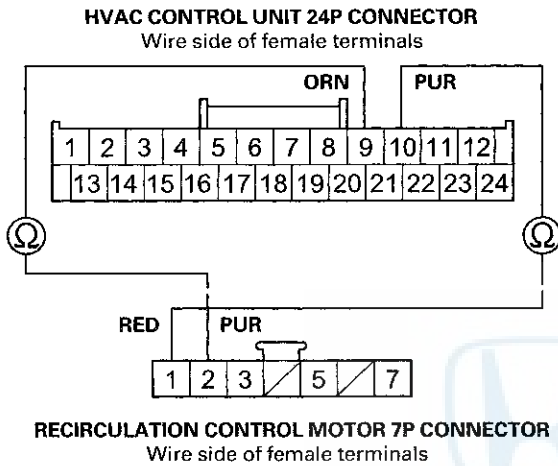 HVAC CONTROL UNIT 24P CONNECTOR
Wire side of female terminals
ORN PUR
1 2 3 4 5 6 7 8 9 10 11 12
13 14 15 16 17 18 19 20 21 22 23 24
Ω Ω
RED PUR
1 2 3 5 7
RECIRCULATION CONTROL MOTOR 7P CONNECTOR
Wire side of female terminals